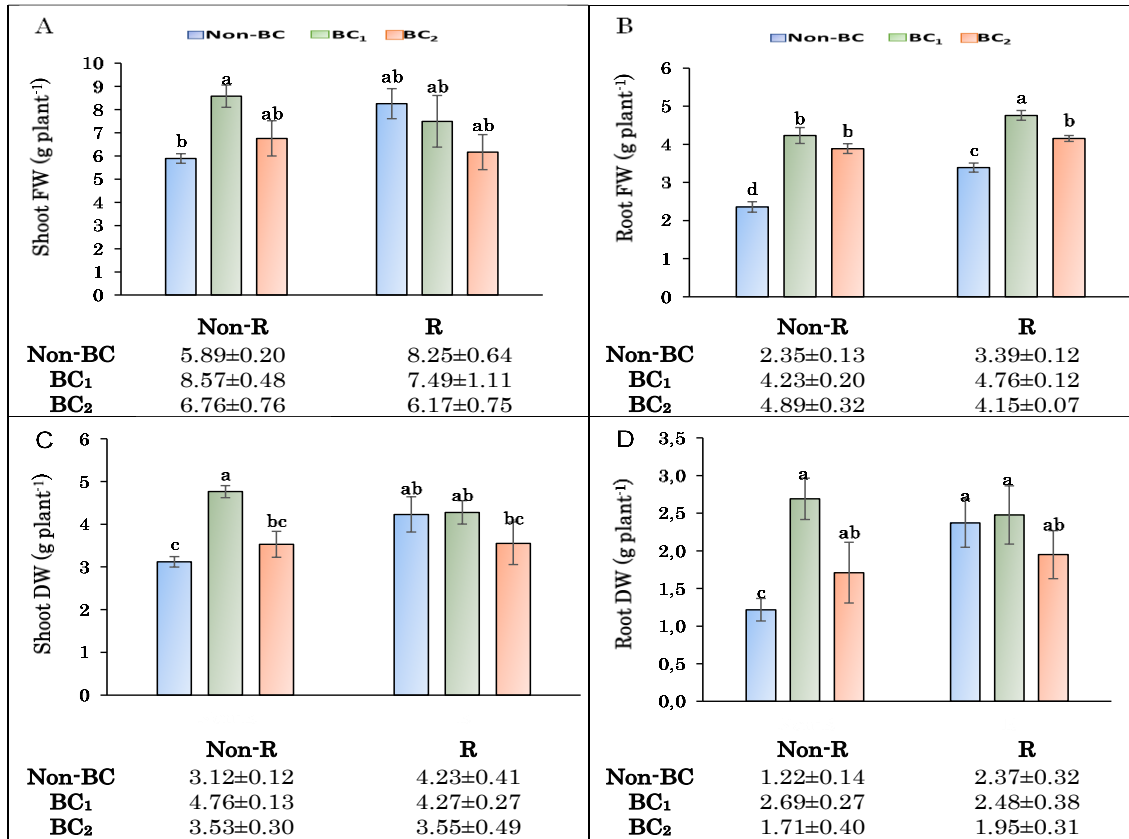 A
Non-BC BC₁ BC₂
Shoot FW (g plant⁻¹)
10
9
8
7
6
5
4
3
2
1
0
b a ab ab ab ab
Non-R R
Non-BC 5.89±0.20 8.25±0.64
BC₁ 8.57±0.48 7.49±1.11
BC₂ 6.76±0.76 6.17±0.75
B
Non-BC BC₁ BC₂
Root FW (g plant⁻¹)
6
5
4
3
2
1
0
d b b c a b
Non-R R
Non-BC 2.35±0.13 3.39±0.12
BC₁ 4.23±0.20 4.76±0.12
BC₂ 4.89±0.32 4.15±0.07
C
Shoot DW (g plant⁻¹)
6
5
4
3
2
1
0
c a bc ab ab bc
Non-R R
Non-BC 3.12±0.12 4.23±0.41
BC₁ 4.76±0.13 4.27±0.27
BC₂ 3.53±0.30 3.55±0.49
D
Root DW (g plant⁻¹)
3,5
3,0
2,5
2,0
1,5
1,0
0,5
0,0
c a ab a a ab
Non-R R
Non-BC 1.22±0.14 2.37±0.32
BC₁ 2.69±0.27 2.48±0.38
BC₂ 1.71±0.40 1.95±0.31